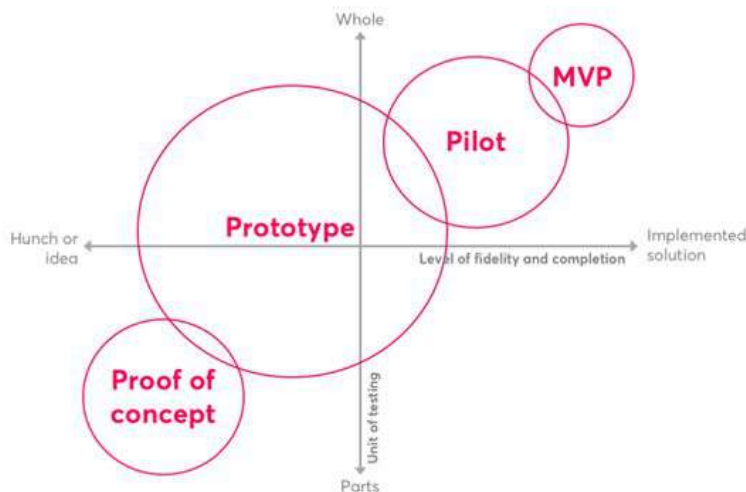 Whole
MVP
Pilot
Prototype
Hunch or
idea
Level of fidelity and completion
Implemented
solution
Proof of
concept
Unit of testing
Parts